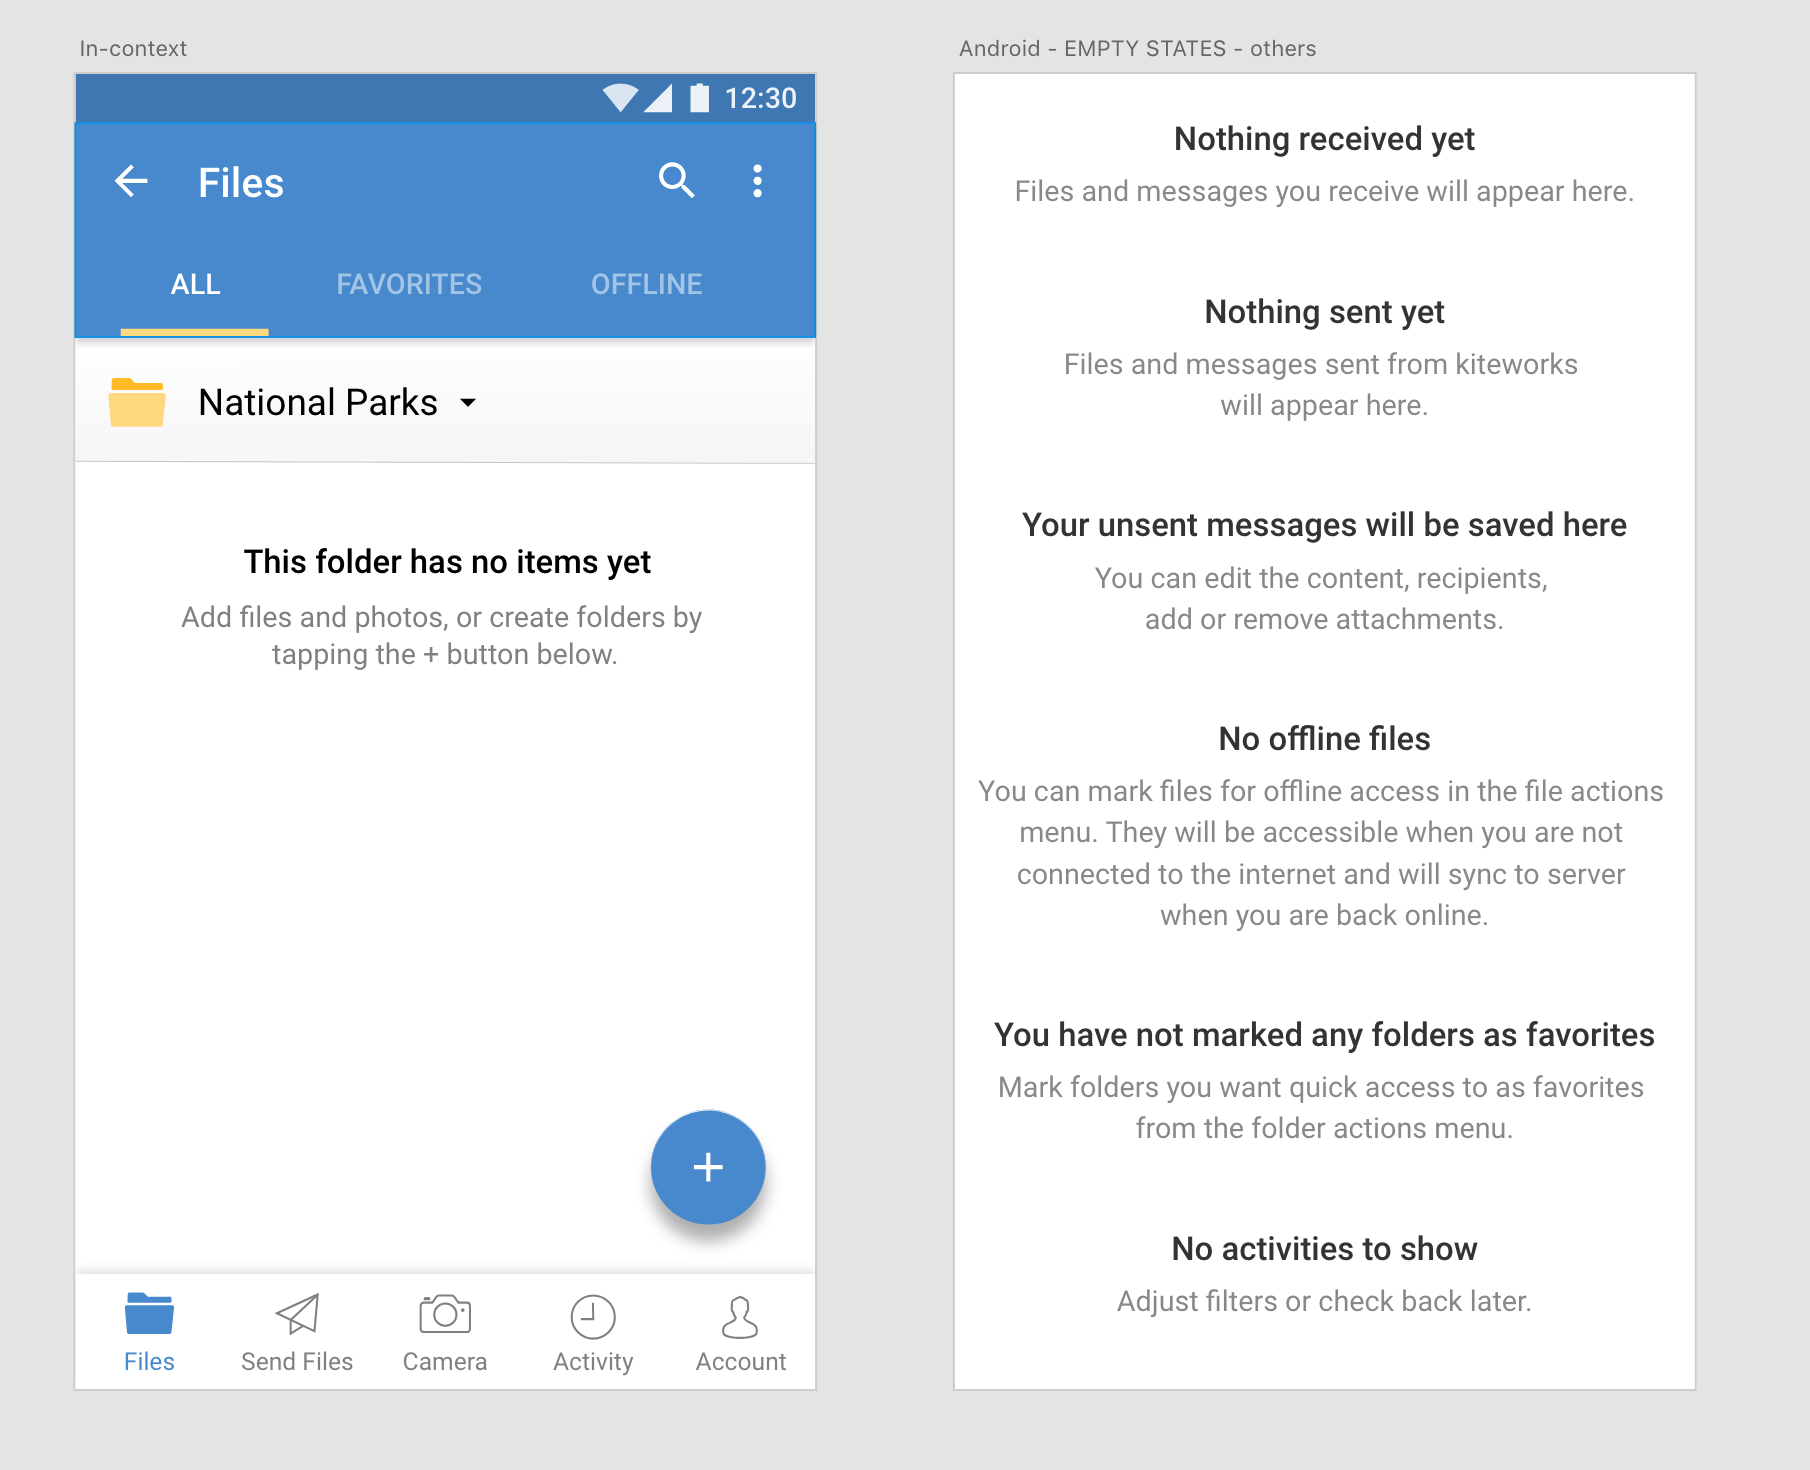 In-context
12:30
Files
ALL FAVORITES OFFLINE
National Parks
This folder has no items yet
Add files and photos, or create folders by
tapping the + button below.
Files Send Files Camera Activity Account
Android - EMPTY STATES - others
Nothing received yet
Files and messages you receive will appear here.
Nothing sent yet
Files and messages sent from kiteworks
will appear here.
Your unsent messages will be saved here
You can edit the content, recipients,
add or remove attachments.
No offline files
You can mark files for offline access in the file actions
menu. They will be accessible when you are not
connected to the internet and will sync to server
when you are back online.
You have not marked any folders as favorites
Mark folders you want quick access to as favorites
from the folder actions menu.
No activities to show
Adjust filters or check back later.